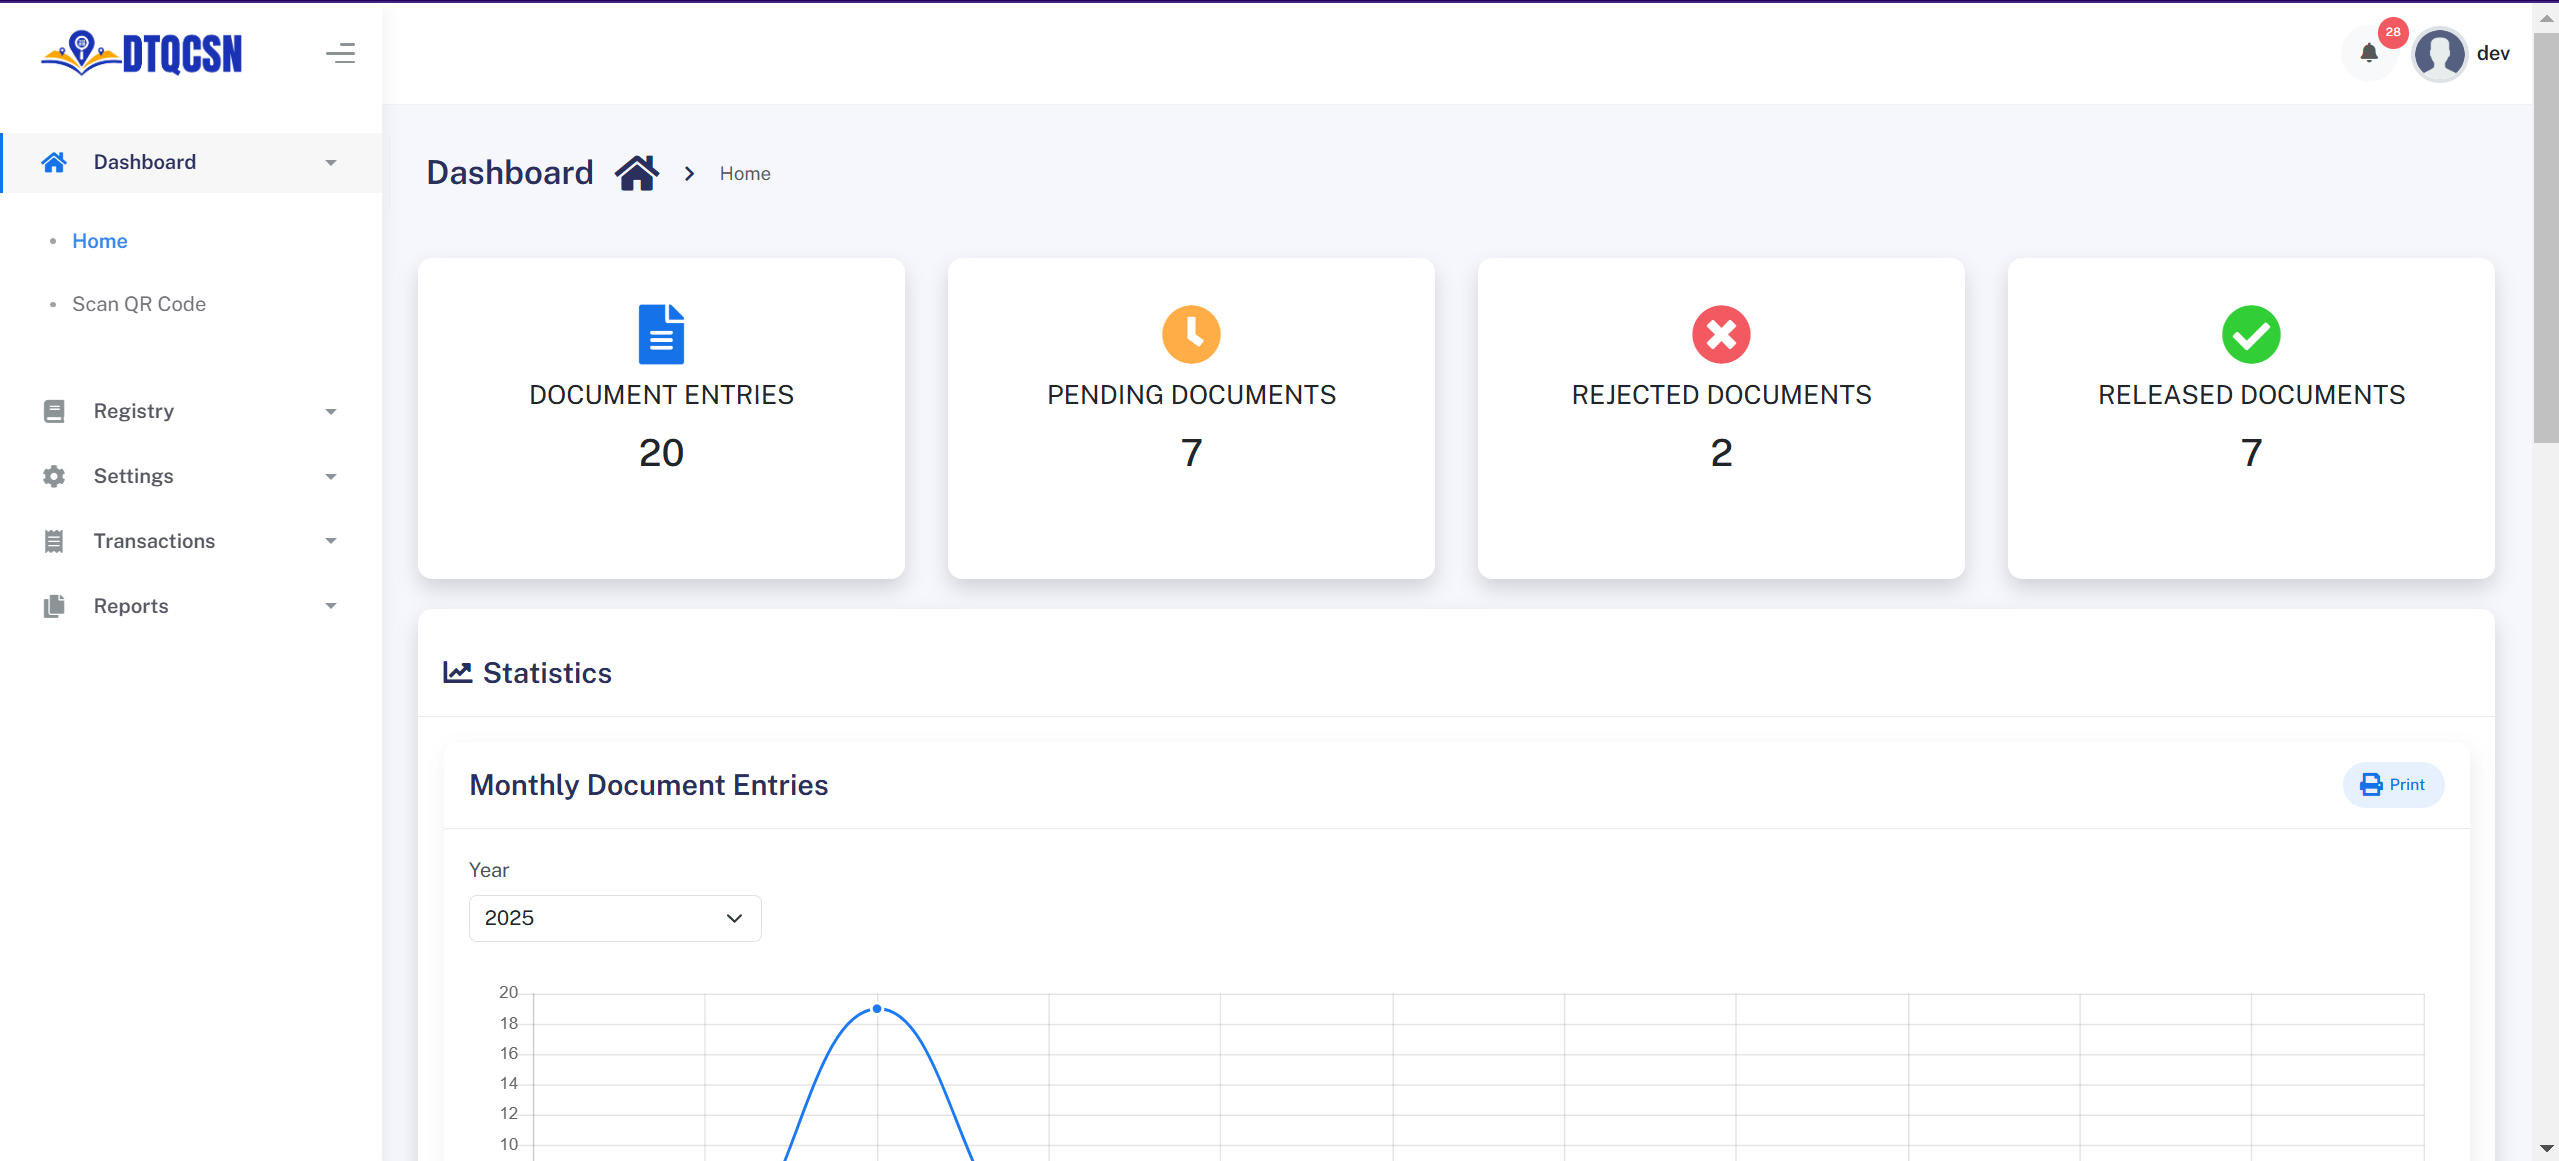 DTQCSN
28
dev
Dashboard
Home
Scan QR Code
Registry
Settings
Transactions
Reports
Dashboard
Home
DOCUMENT ENTRIES
20
PENDING DOCUMENTS
7
REJECTED DOCUMENTS
2
RELEASED DOCUMENTS
7
Statistics
Monthly Document Entries
Print
Year
2025
20
18
16
14
12
10